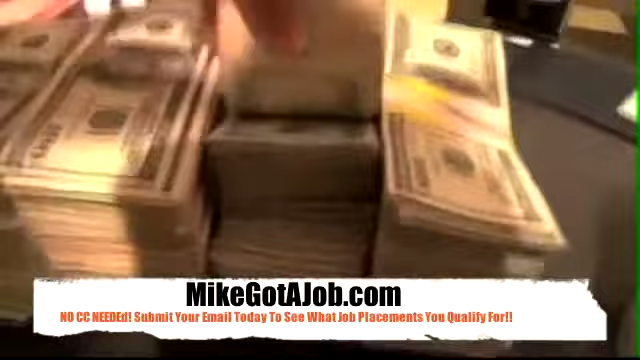 MikeGotAJob.com
NO CC NEEDEd! Submit Your Email Today To See What Job Placements You Qualify For!!